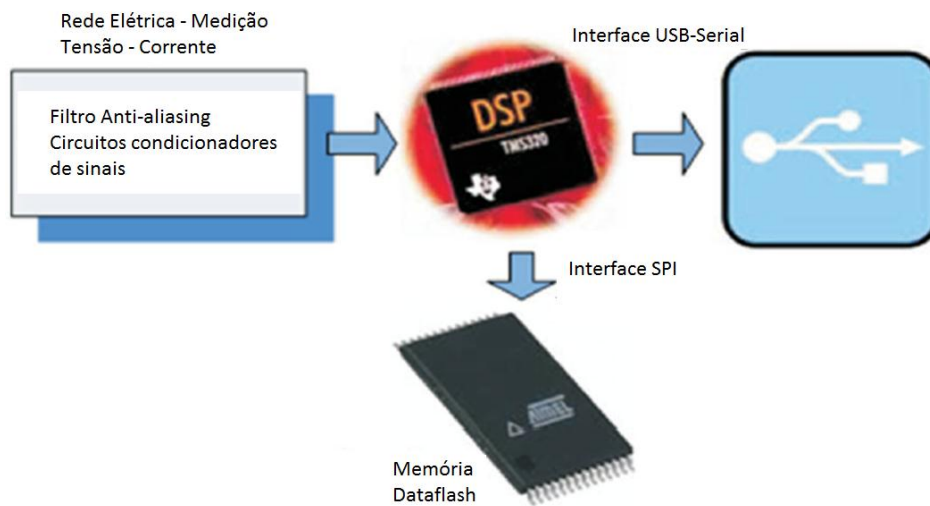 Rede Elétrica - Medição
Tensão - Corrente
Interface USB-Serial
Filtro Anti-aliasing
Circuitos condicionadores
de sinais
DSP
TMS320
Interface SPI
ATMEL
Memória
Dataflash